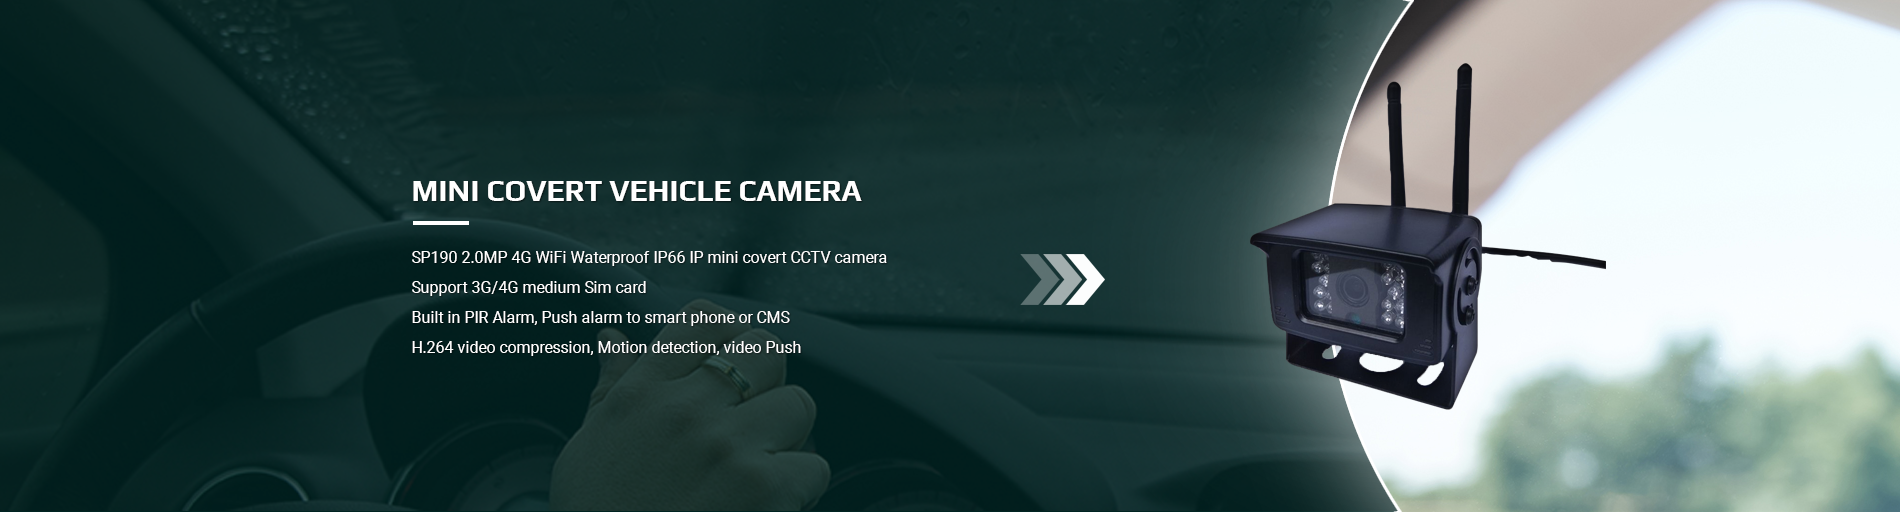 MINI COVERT VEHICLE CAMERA
SP190 2.0MP 4G WiFi Waterproof IP66 IP mini covert CCTV camera
Support 3G/4G medium Sim card
Built in PIR Alarm, Push alarm to smart phone or CMS
H.264 video compression, Motion detection, video Push